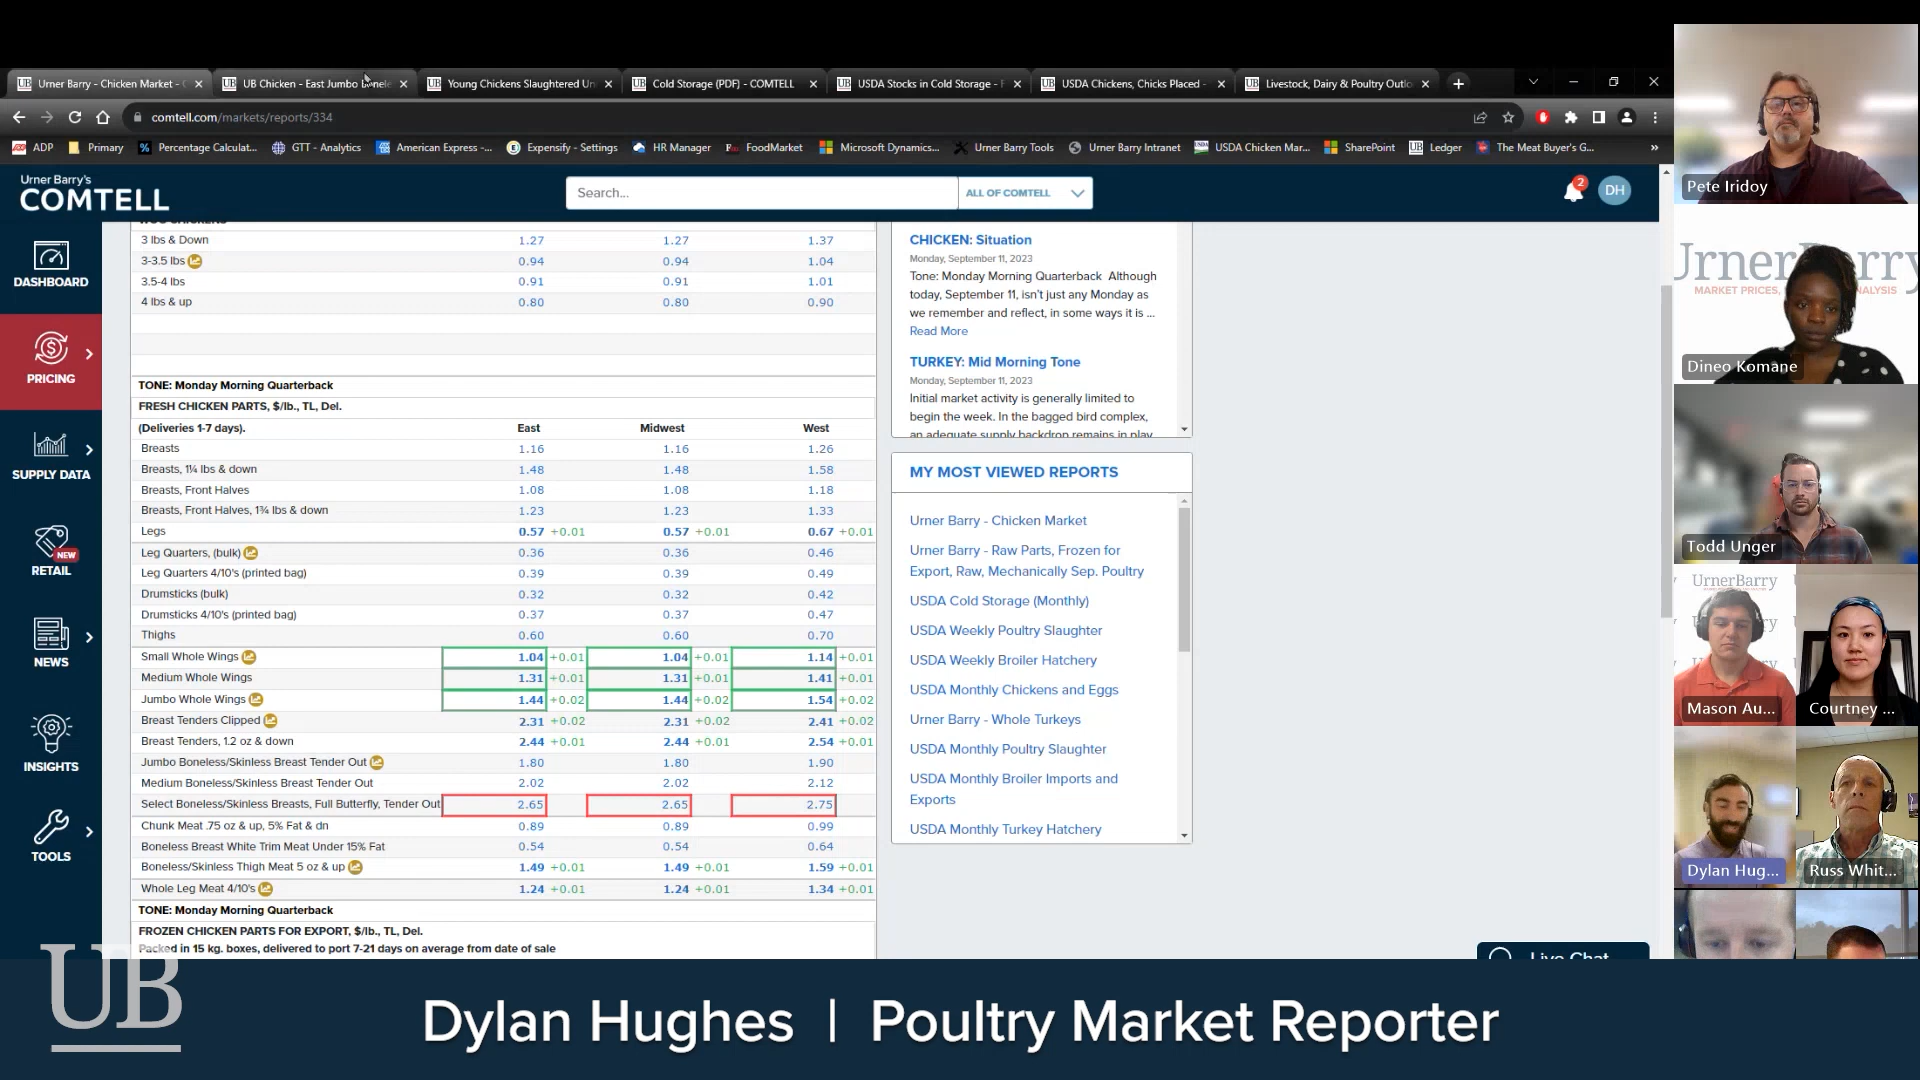 Urner Barry - Chicken Market -
UB Chicken - East Jumbo Bonele
Young Chickens Slaughtered Un
Cold Storage (PDF) - COMTELL
USDA Stocks in Cold Storage - F
USDA Chickens, Chicks Placed -
Livestock, Dairy & Poultry Outlo
comtell.com/markets/reports/334
ADP Primary Percentage Calculat... GTT - Analytics American Express -... Expensify - Settings HR Manager FoodMarket Microsoft Dynamics... Urner Barry Tools Urner Barry Intranet USDA Chicken Mar... SharePoint Ledger The Meat Buyer's G...
Urner Barry's
COMTELL
Search...
ALL OF COMTELL
2
DH
DASHBOARD
PRICING
SUPPLY DATA
NEW
RETAIL
NEWS
INSIGHTS
TOOLS
3 lbs & Down 1.27 1.27 1.37
3-3.5 lbs 0.94 0.94 1.04
3.5-4 lbs 0.91 0.91 1.01
4 lbs & up 0.80 0.80 0.90
TONE: Monday Morning Quarterback
FRESH CHICKEN PARTS, $/lb., TL, Del.
(Deliveries 1-7 days). East Midwest West
Breasts 1.16 1.16 1.26
Breasts, 1¼ lbs & down 1.48 1.48 1.58
Breasts, Front Halves 1.08 1.08 1.18
Breasts, Front Halves, 1¾ lbs & down 1.23 1.23 1.33
Legs 0.57 +0.01 0.57 +0.01 0.67 +0.01
Leg Quarters, (bulk) 0.36 0.36 0.46
Leg Quarters 4/10's (printed bag) 0.39 0.39 0.49
Drumsticks (bulk) 0.32 0.32 0.42
Drumsticks 4/10's (printed bag) 0.37 0.37 0.47
Thighs 0.60 0.60 0.70
Small Whole Wings 1.04 +0.01 1.04 +0.01 1.14 +0.01
Medium Whole Wings 1.31 +0.01 1.31 +0.01 1.41 +0.01
Jumbo Whole Wings 1.44 +0.02 1.44 +0.02 1.54 +0.02
Breast Tenders Clipped 2.31 +0.02 2.31 +0.02 2.41 +0.02
Breast Tenders, 1.2 oz & down 2.44 +0.01 2.44 +0.01 2.54 +0.01
Jumbo Boneless/Skinless Breast Tender Out 1.80 1.80 1.90
Medium Boneless/Skinless Breast Tender Out 2.02 2.02 2.12
Select Boneless/Skinless Breasts, Full Butterfly, Tender Out 2.65 2.65 2.75
Chunk Meat .75 oz & up, 5% Fat & dn 0.89 0.89 0.99
Boneless Breast White Trim Meat Under 15% Fat 0.54 0.54 0.64
Boneless/Skinless Thigh Meat 5 oz & up 1.49 +0.01 1.49 +0.01 1.59 +0.01
Whole Leg Meat 4/10's 1.24 +0.01 1.24 +0.01 1.34 +0.01
TONE: Monday Morning Quarterback
FROZEN CHICKEN PARTS FOR EXPORT, $/lb., TL, Del.
Packed in 15 kg. boxes, delivered to port 7-21 days on average from date of sale
CHICKEN: Situation
Monday, September 11, 2023
Tone: Monday Morning Quarterback Although
today, September 11, isn't just any Monday as
we remember and reflect, in some ways it is ...
Read More
TURKEY: Mid Morning Tone
Monday, September 11, 2023
Initial market activity is generally limited to
begin the week. In the bagged bird complex,
an adequate supply backdrop remains in play
MY MOST VIEWED REPORTS
Urner Barry - Chicken Market
Urner Barry - Raw Parts, Frozen for
Export, Raw, Mechanically Sep. Poultry
USDA Cold Storage (Monthly)
USDA Weekly Poultry Slaughter
USDA Weekly Broiler Hatchery
USDA Monthly Chickens and Eggs
Urner Barry - Whole Turkeys
USDA Monthly Poultry Slaughter
USDA Monthly Broiler Imports and
Exports
USDA Monthly Turkey Hatchery
Live Chat
Pete Iridoy
UrnerBarry
MARKET PRICES,
ANALYSIS
Dineo Komane
Todd Unger
UrnerBarry
Mason Au...
Courtney ...
Dylan Hug...
Russ Whit...
UB
Dylan Hughes | Poultry Market Reporter